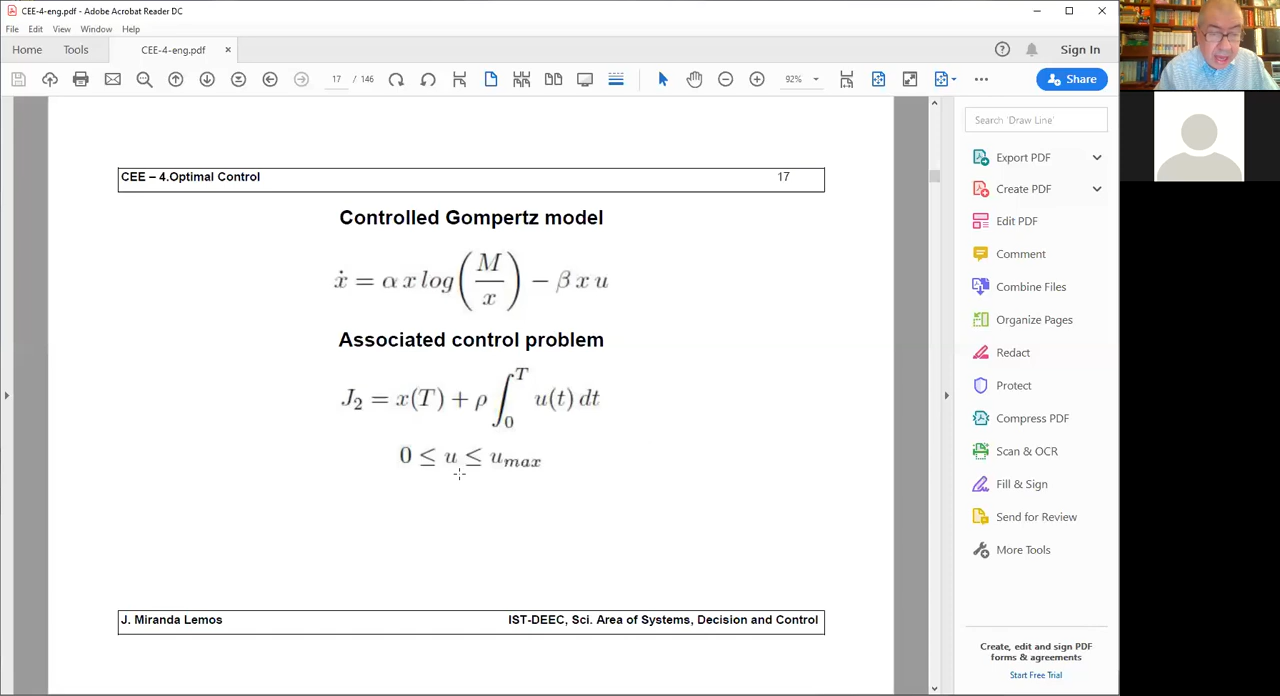 CEE-4-eng.pdf - Adobe Acrobat Reader DC
File Edit View Window Help
Home Tools CEE-4-eng.pdf × Sign In
17 / 146 92% Share
Search 'Draw Line'
Export PDF
Create PDF
Edit PDF
Comment
Combine Files
Organize Pages
Redact
Protect
Compress PDF
Scan & OCR
Fill & Sign
Send for Review
More Tools
Create, edit and sign PDF
forms & agreements
Start Free Trial
CEE – 4.Optimal Control 17
Controlled Gompertz model
ẋ = α x log(M/x) − β x u
Associated control problem
J₂ = x(T) + ρ ∫₀ᵀ u(t) dt
0 ≤ u ≤ u_max
J. Miranda Lemos IST-DEEC, Sci. Area of Systems, Decision and Control